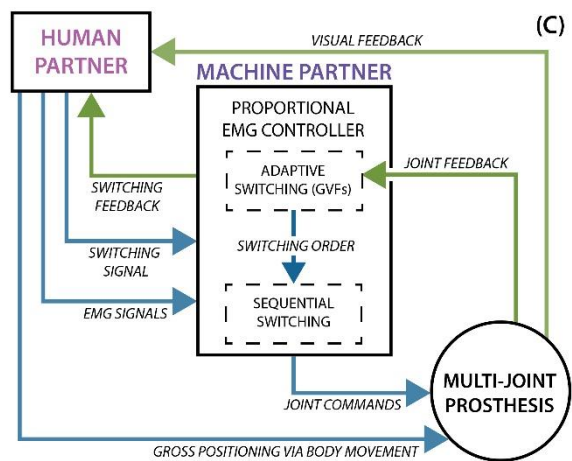 HUMAN
PARTNER
VISUAL FEEDBACK
(C)
MACHINE PARTNER
PROPORTIONAL
EMG CONTROLLER
ADAPTIVE
SWITCHING (GVFs)
JOINT FEEDBACK
SWITCHING
FEEDBACK
SWITCHING ORDER
SWITCHING
SIGNAL
SEQUENTIAL
SWITCHING
EMG SIGNALS
MULTI-JOINT
PROSTHESIS
JOINT COMMANDS
GROSS POSITIONING VIA BODY MOVEMENT